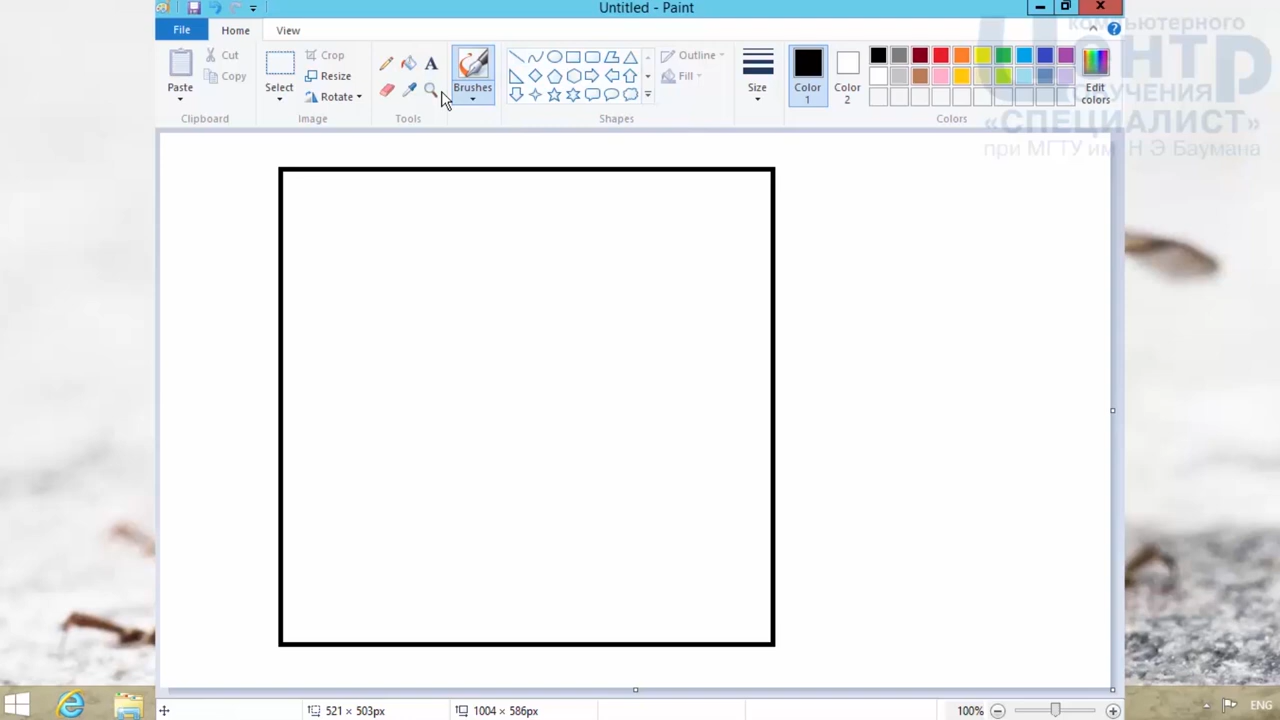 Untitled - Paint
File
Home
View
Paste
Cut
Copy
Clipboard
Select
Crop
Resize
Rotate
Image
A
Tools
Brushes
Shapes
Outline
Fill
Size
Color 1
Color 2
Edit colors
Colors
компьютерного
Центр
обучения
«СПЕЦИАЛИСТ»
при МГТУ им. Н Э Баумана
521 × 503px
1004 × 586px
100%
ENG